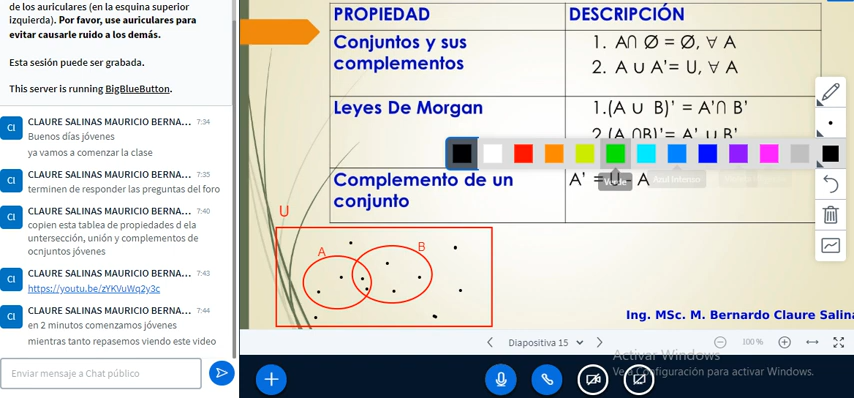 de los auriculares (en la esquina superior
izquierda). Por favor, use auriculares para
evitar causarle ruido a los demás.
Esta sesión puede ser grabada.
This server is running BigBlueButton.
CI CLAURE SALINAS MAURICIO BERNA... 7:34
Buenos días jóvenes
ya vamos a comenzar la clase
CI CLAURE SALINAS MAURICIO BERNA... 7:35
terminen de responder las preguntas del foro
CI CLAURE SALINAS MAURICIO BERNA... 7:40
copien esta tablea de propiedades d ela
untersección, unión y complementos de
ocnjuntos jóvenes
CI CLAURE SALINAS MAURICIO BERNA... 7:43
https://youtu.be/zYKVuWq2y3c
CI CLAURE SALINAS MAURICIO BERNA... 7:44
en 2 minutos comenzamos jóvenes
mientras tanto repasemos viendo este video
Enviar mensaje a Chat público
PROPIEDAD DESCRIPCIÓN
Conjuntos y sus
complementos
1. A∩ Ø = Ø, ∀ A
2. A ∪ A'= U, ∀ A
Leyes De Morgan
1.(A ∪ B)' = A'∩ B'
2.(A ∩B)'= A' ∪ B'
Complemento de un
conjunto
A' = U - A
Verde
Azul Intenso
U
A
B
Ing. MSc. M. Bernardo Claure Salina
Diapositiva 15
100 %
Activar Windows
Ve a Configuración para activar Windows.